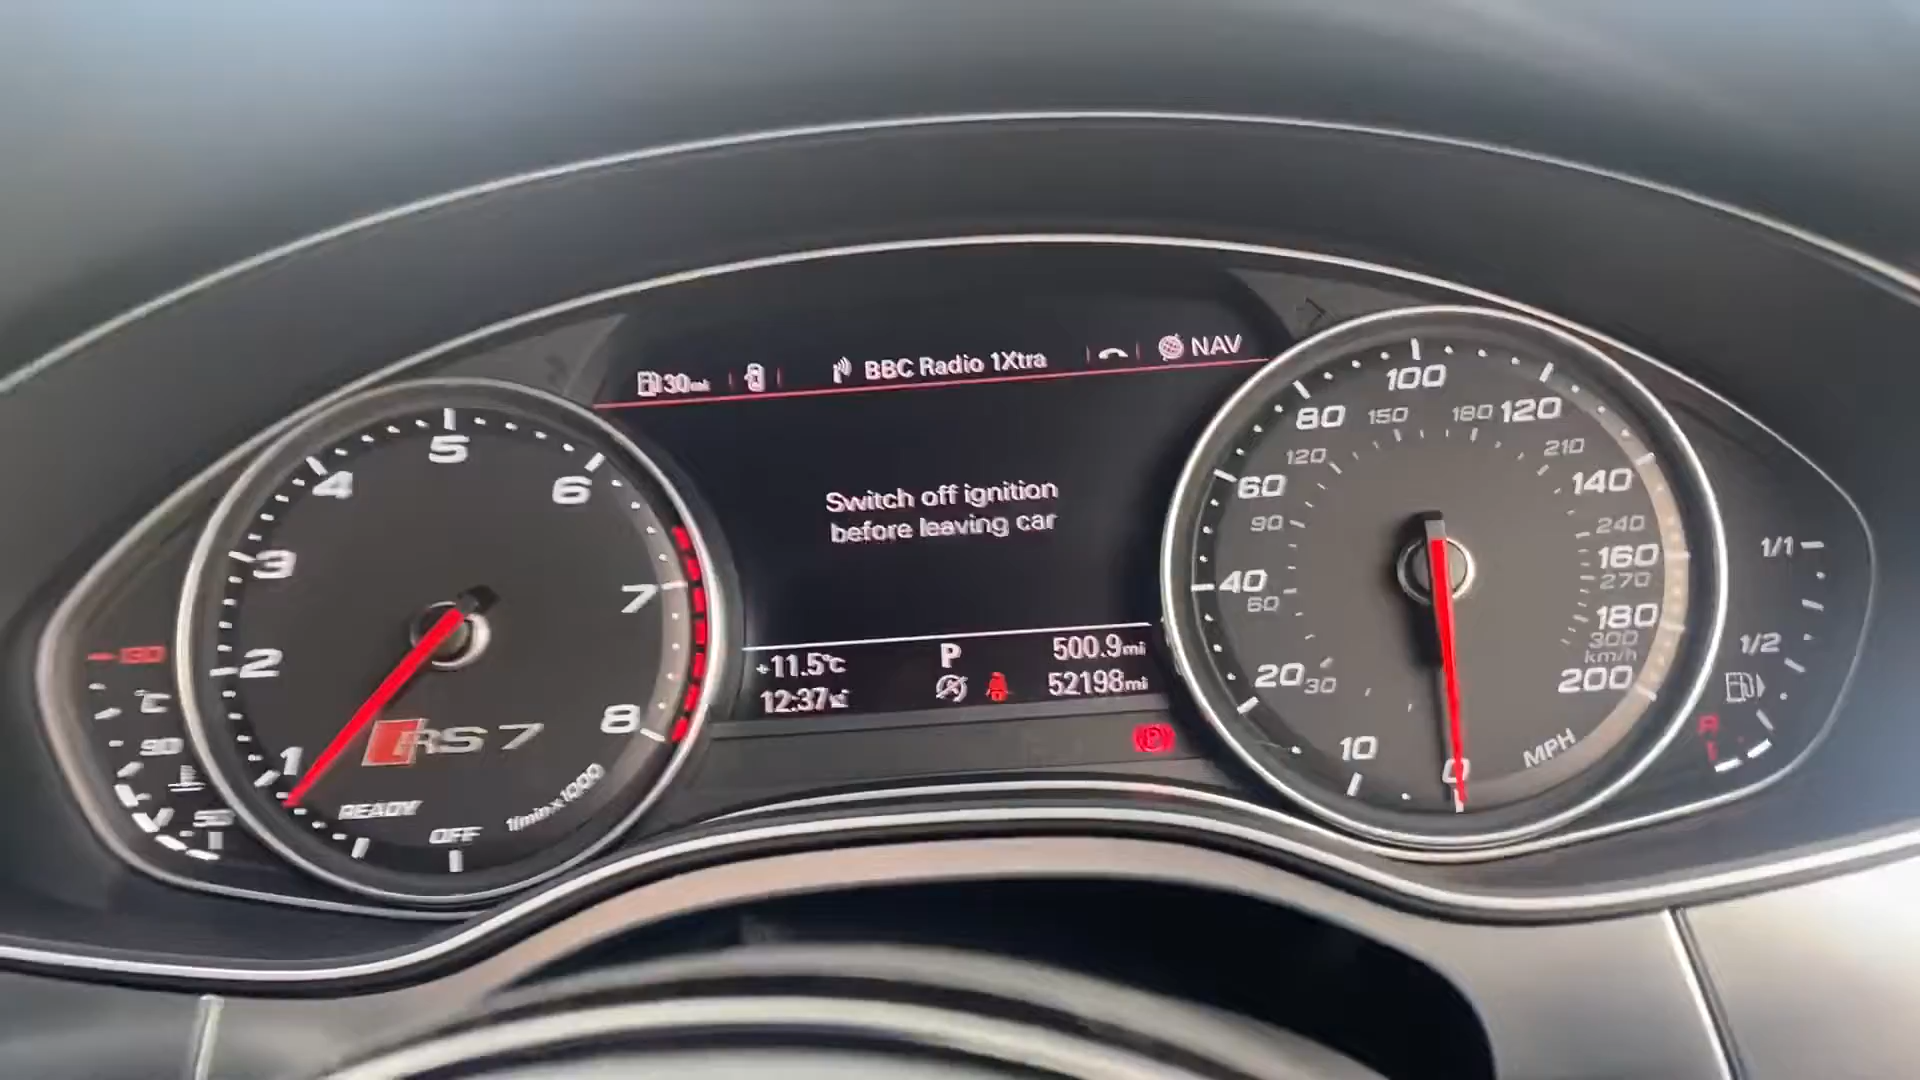 30mi
BBC Radio 1Xtra
NAV
Switch off ignition
before leaving car
+11.5°C
P
500.9mi
12:37
52198mi
1
2
3
4
5
6
7
8
RS 7
READY
OFF
1/min x 1000
130
°C
90
50
0
10
20
40
60
80
100
120
140
160
180
200
MPH
30
60
90
120
150
180
210
240
270
300
km/h
1/1
1/2
R
(P)